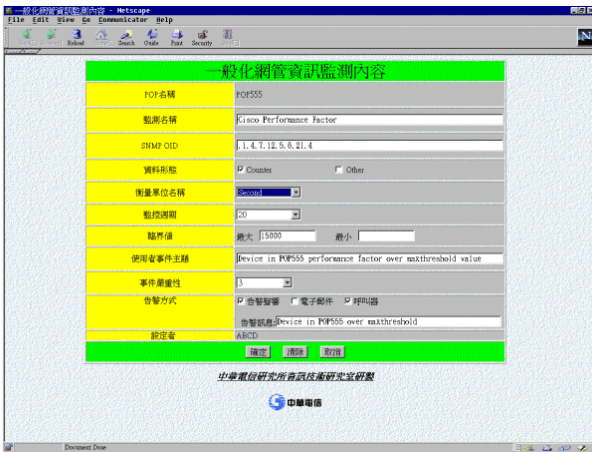 一般化網管資訊監測內容 - Netscape
File Edit View Go Communicator Help
Reload Search Guide Print Security
一般化網管資訊監測內容
POP名稱 POP555
監測名稱 Cisco Performance Factor
SNMP OID .1.4.7.12.5.6.21.4
資料形態 Counter Other
衡量單位名稱 Second
監控週期 20
臨界值 最大 15000 最小
使用者事件主題 Device in POP555 performance factor over maxthreshold value
事件嚴重性 3
告警方式 告警聲響 電子郵件 呼叫器
告警訊息: Device in POP555 over maxthreshold
設定者 ABCD
確定 清除 取消
中華電信研究所資訊技術研究室研製
中華電信
Document: Done